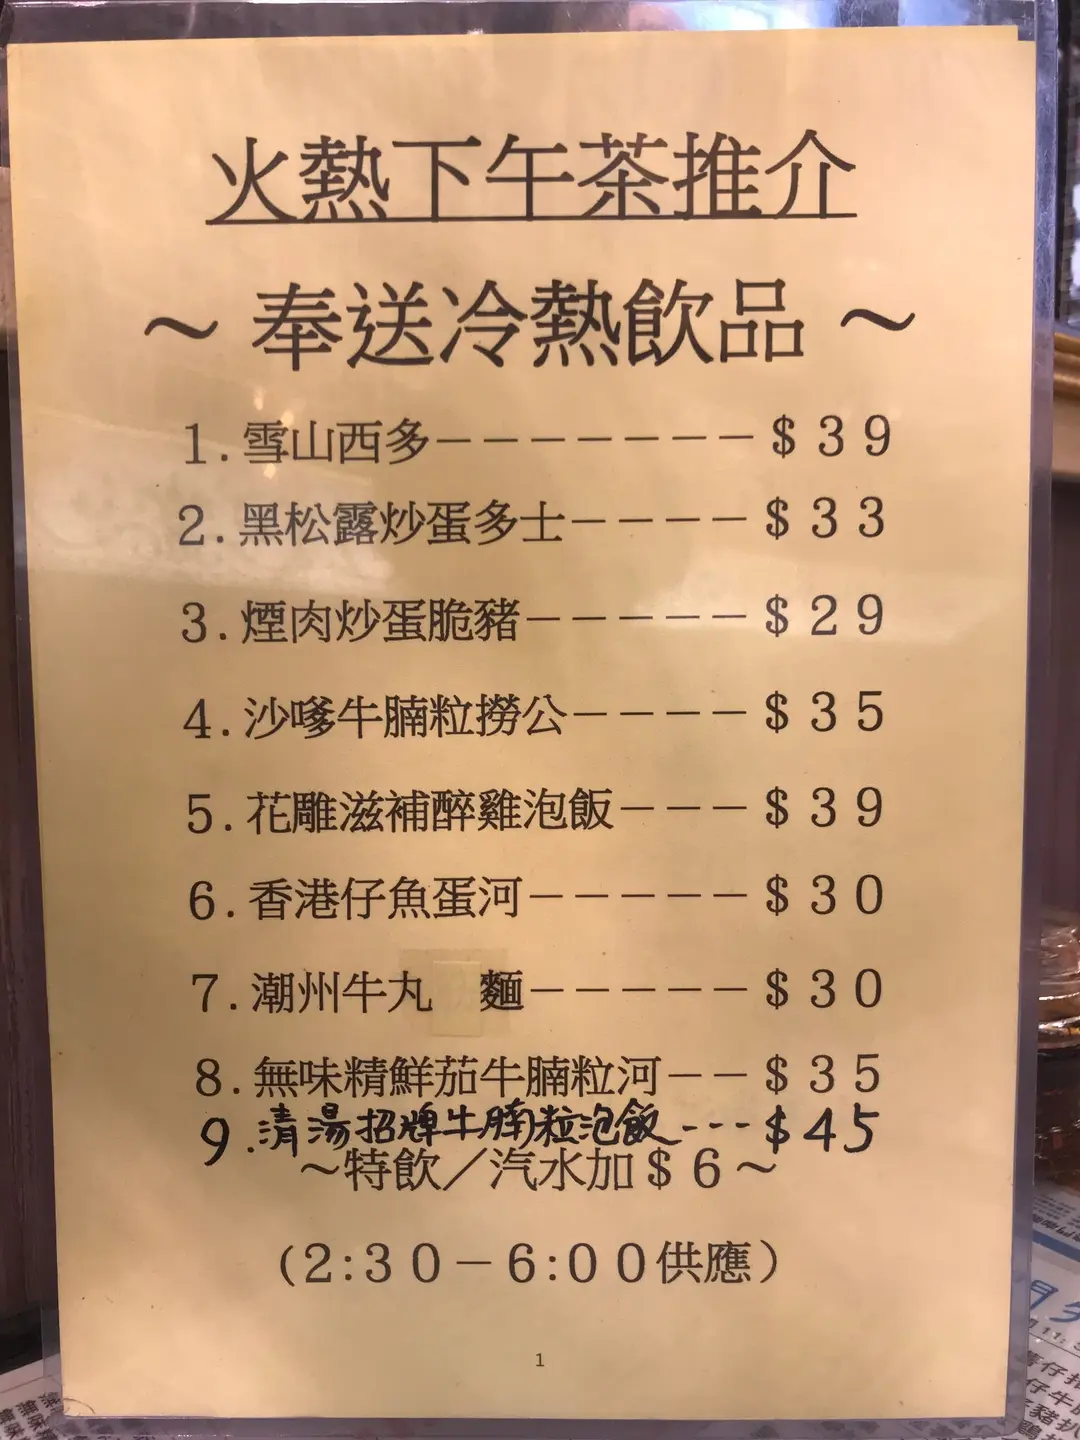 火熱下午茶推介
～奉送冷熱飲品～
1.雪山西多－－－－－－－$39
2.黑松露炒蛋多士－－－－$33
3.煙肉炒蛋脆豬－－－－－$29
4.沙嗲牛腩粒撈公－－－－$35
5.花雕滋補醉雞泡飯－－－$39
6.香港仔魚蛋河－－－－－$30
7.潮州牛丸 麵－－－－－$30
8.無味精鮮茄牛腩粒河－－$35
9.清湯招牌牛腩粒泡飯---$45
～特飲／汽水加$6～
(2:30－6:00供應)
1